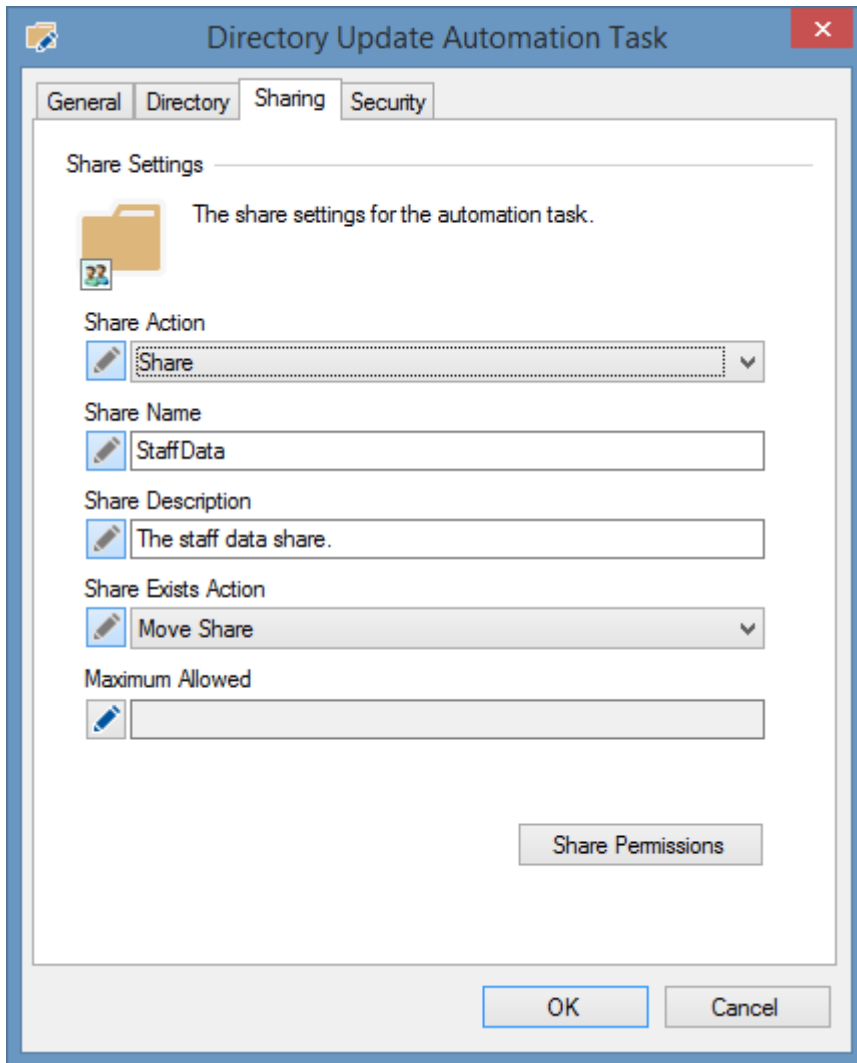 Directory Update Automation Task
General Directory Sharing Security
Share Settings
The share settings for the automation task.
Share Action
Share
Share Name
StaffData
Share Description
The staff data share.
Share Exists Action
Move Share
Maximum Allowed
Share Permissions
OK Cancel